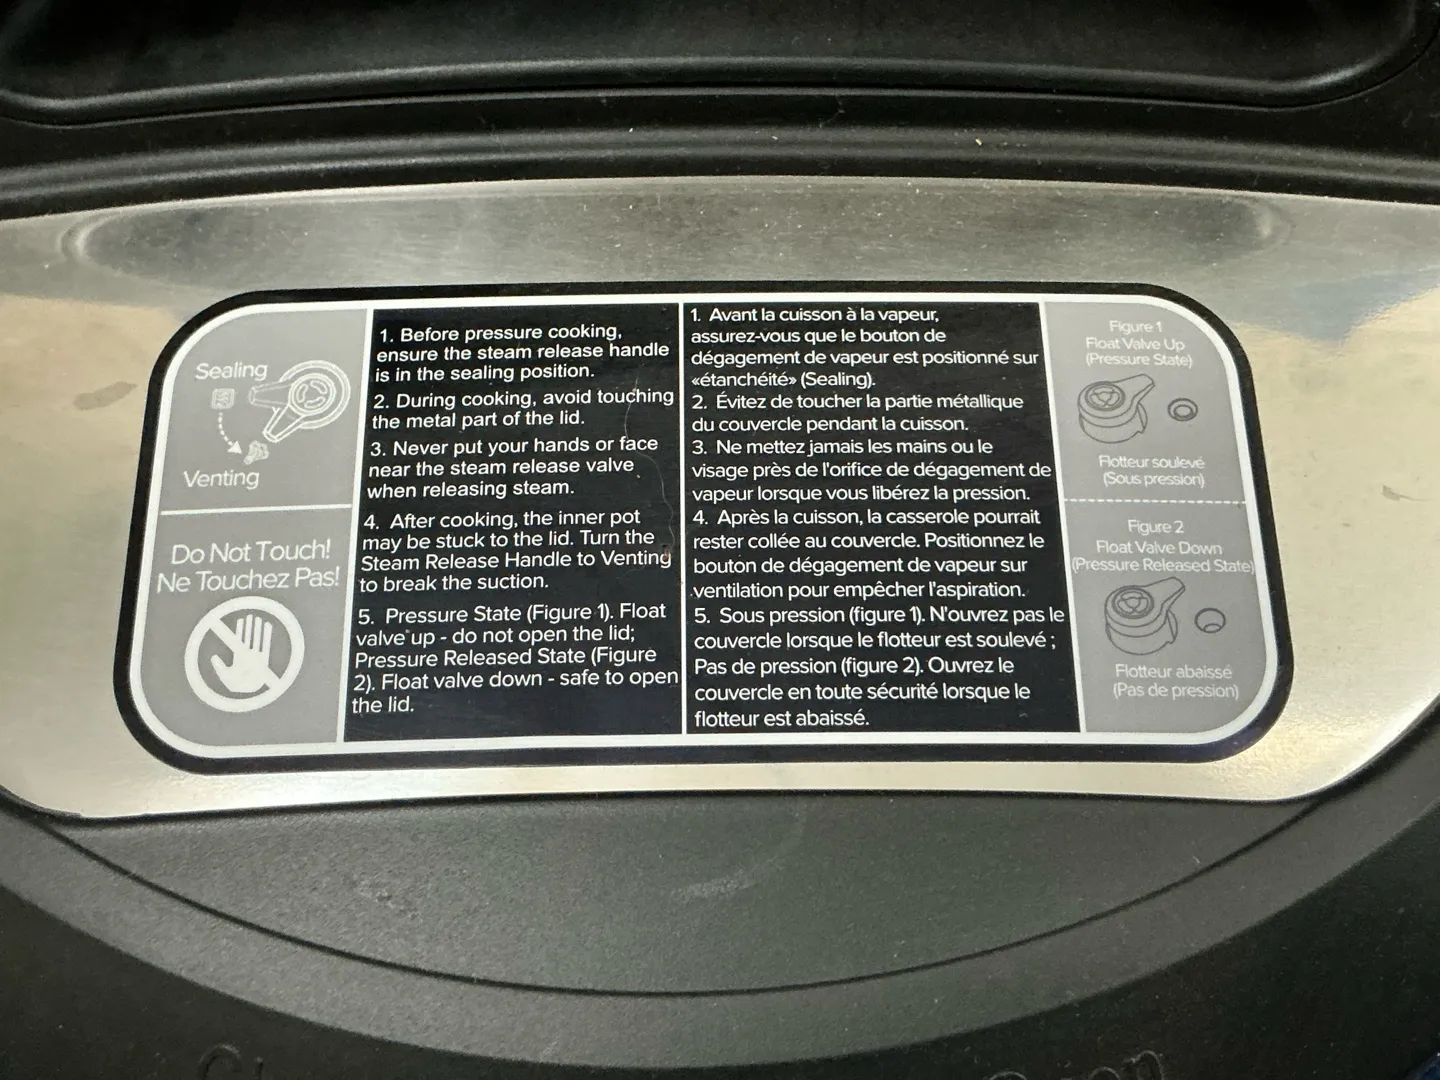 Sealing
Venting
Do Not Touch!
Ne Touchez Pas!
1. Before pressure cooking,
ensure the steam release handle
is in the sealing position.
2. During cooking, avoid touching
the metal part of the lid.
3. Never put your hands or face
near the steam release valve
when releasing steam.
4. After cooking, the inner pot
may be stuck to the lid. Turn the
Steam Release Handle to Venting
to break the suction.
5. Pressure State (Figure 1). Float
valve up - do not open the lid;
Pressure Released State (Figure
2). Float valve down - safe to open
the lid.
1. Avant la cuisson à la vapeur,
assurez-vous que le bouton de
dégagement de vapeur est positionné sur
«étanchéité» (Sealing).
2. Évitez de toucher la partie métallique
du couvercle pendant la cuisson.
3. Ne mettez jamais les mains ou le
visage près de l'orifice de dégagement de
vapeur lorsque vous libérez la pression.
4. Après la cuisson, la casserole pourrait
rester collée au couvercle. Positionnez le
bouton de dégagement de vapeur sur
ventilation pour empêcher l'aspiration.
5. Sous pression (figure 1). N'ouvrez pas le
couvercle lorsque le flotteur est soulevé ;
Pas de pression (figure 2). Ouvrez le
couvercle en toute sécurité lorsque le
flotteur est abaissé.
Figure 1
Float Valve Up
(Pressure State)
Flotteur soulevé
(Sous pression)
Figure 2
Float Valve Down
(Pressure Released State)
Flotteur abaissé
(Pas de pression)